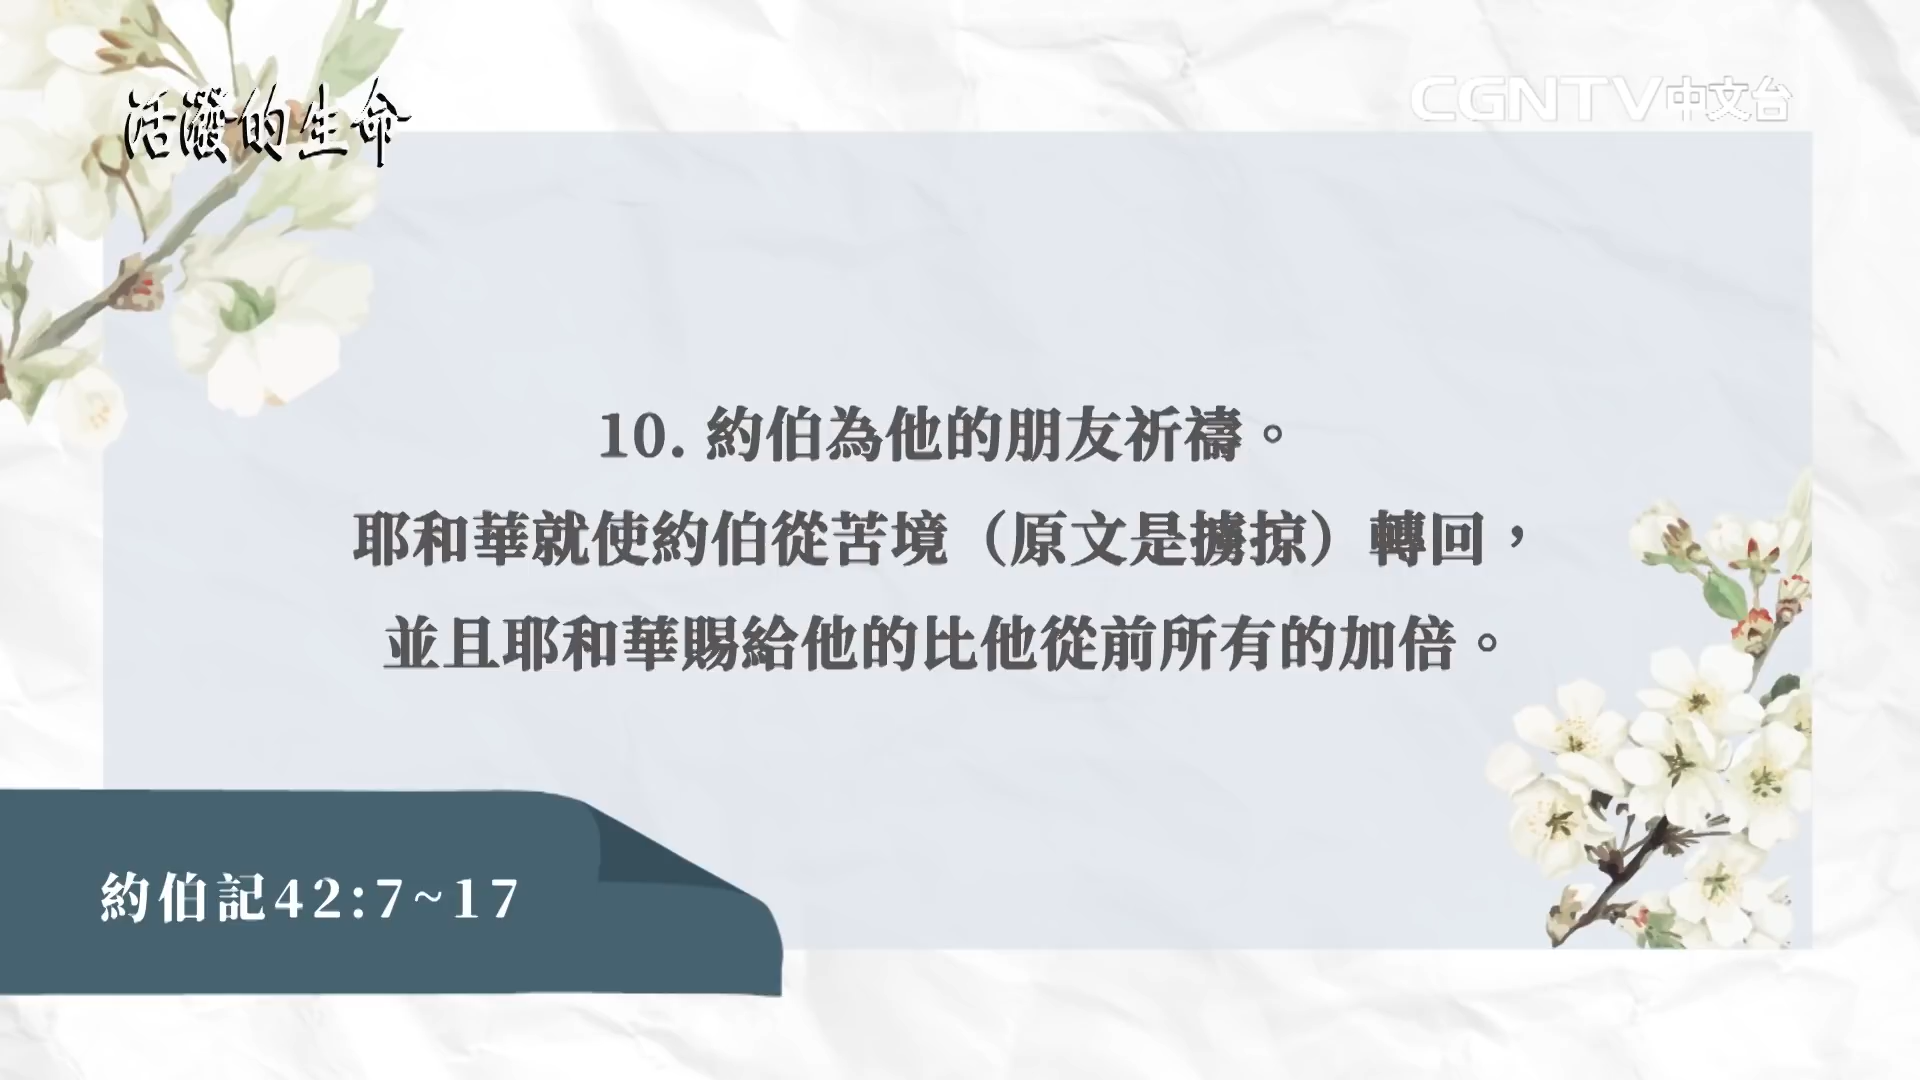 活潑的生命
CGNTV中文台
10. 約伯為他的朋友祈禱。
耶和華就使約伯從苦境（原文是擄掠）轉回，
並且耶和華賜給他的比他從前所有的加倍。
約伯記42:7~17